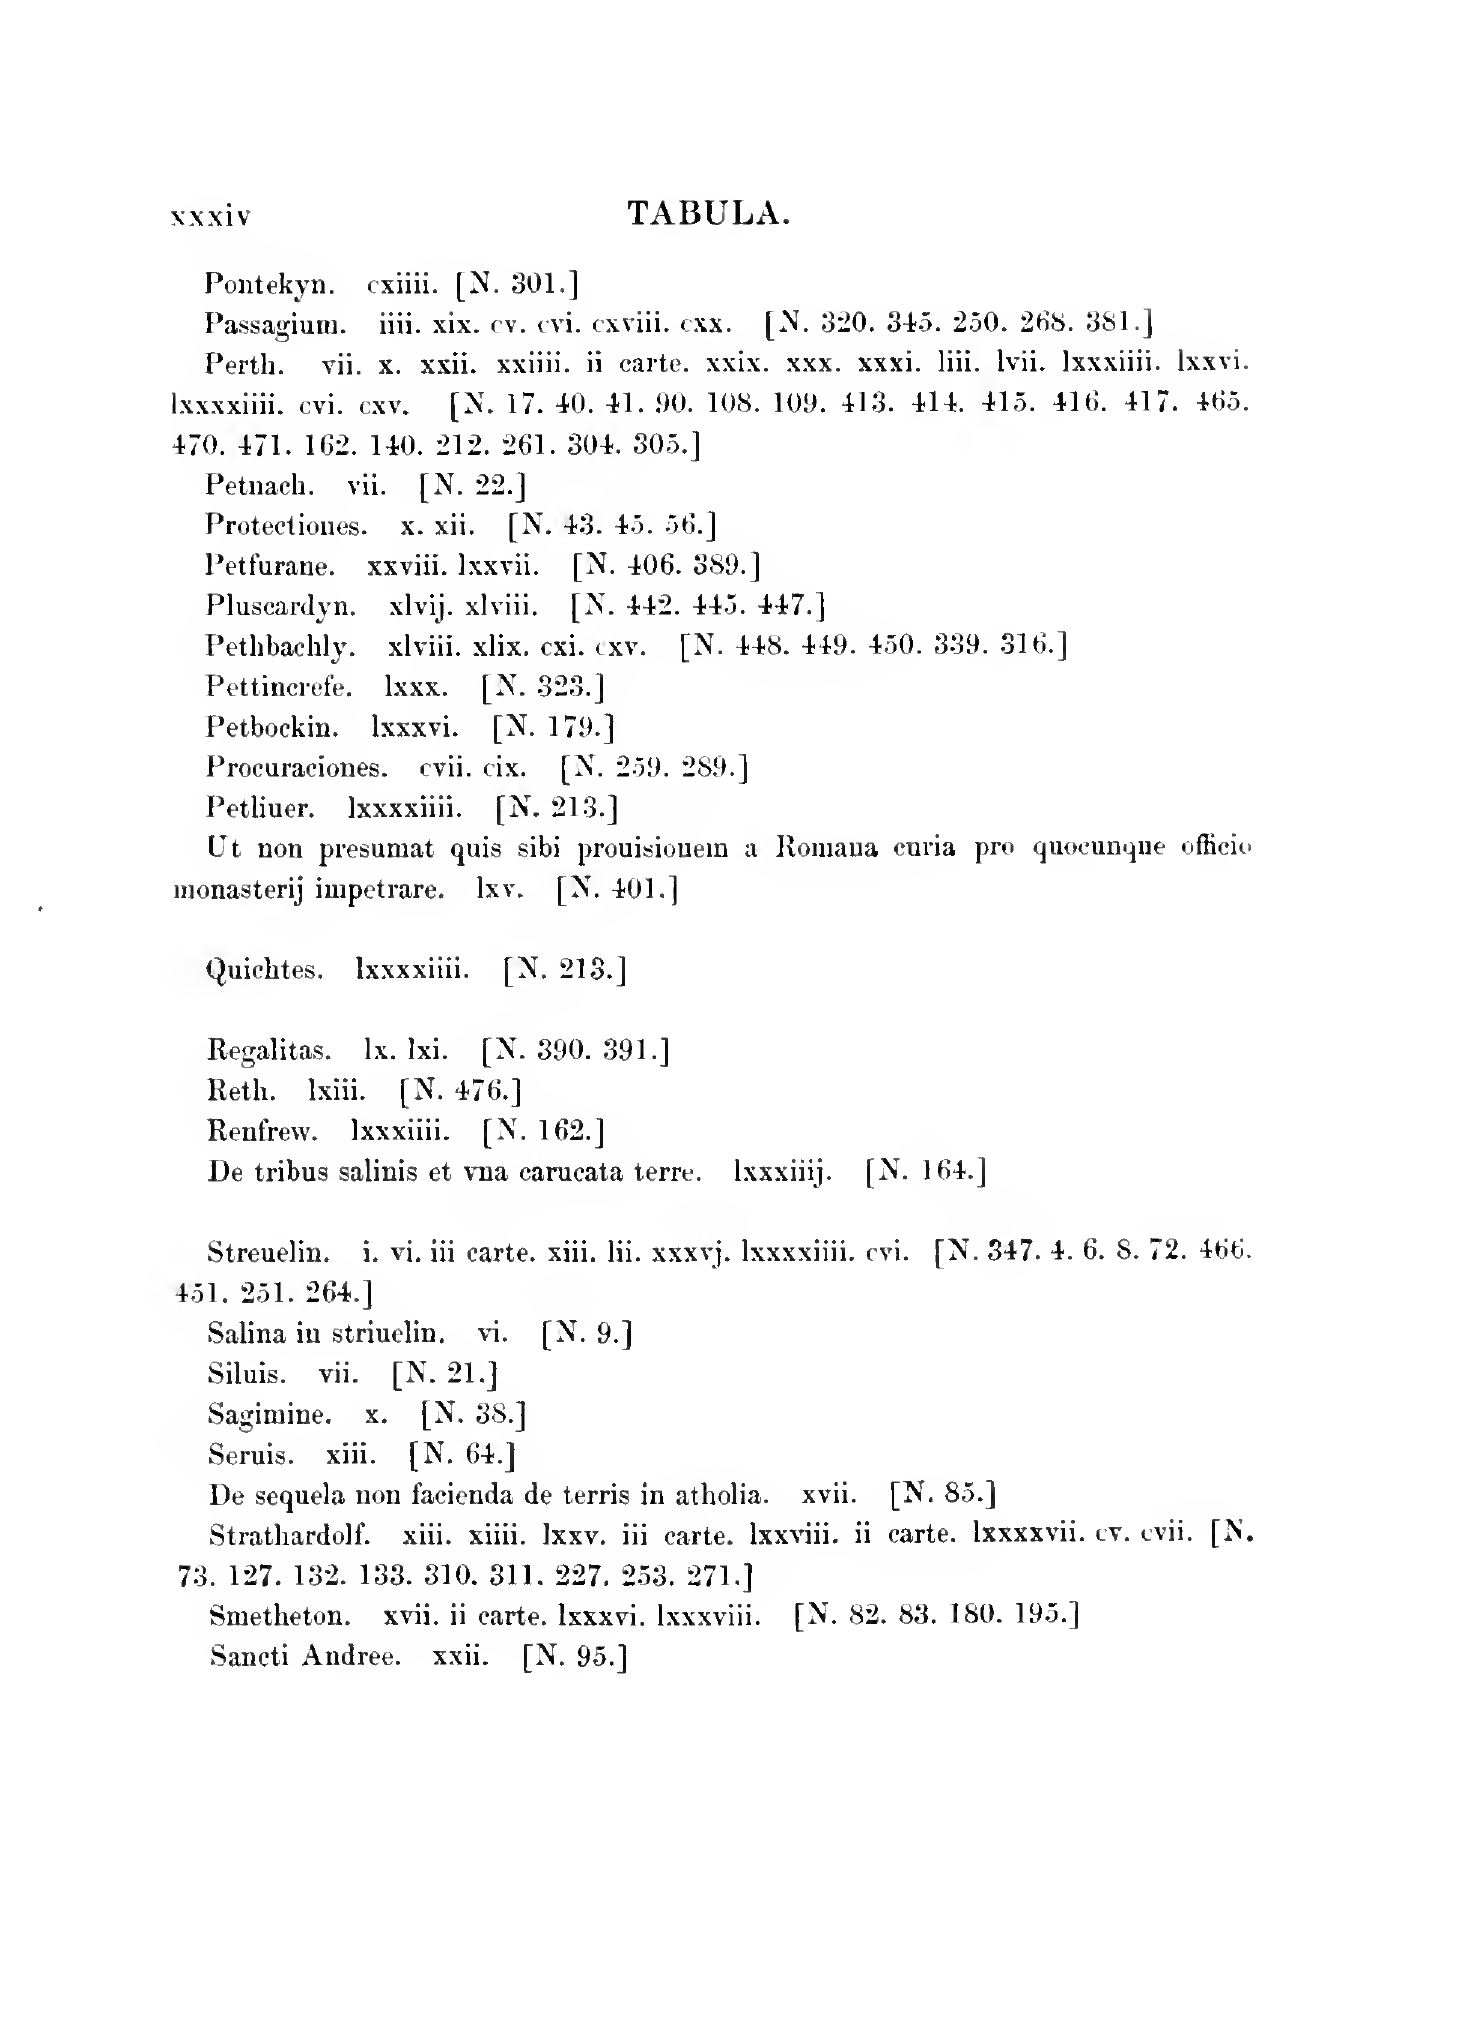 xxxiv TABULA.
Pontekyn. cxiiii. [N. 301.]
Passagium. iiii. xix. cv. cvi. cxviii. cxx. [N. 320. 345. 250. 268. 381.]
Perth. vii. x. xxii. xxiiii. ii carte. xxix. xxx. xxxi. liii. lvii. lxxxiiii. lxxvi.
lxxxxiiii. cvi. cxv. [N. 17. 40. 41. 90. 108. 109. 413. 414. 415. 416. 417. 465.
470. 471. 162. 140. 212. 261. 304. 305.]
Petnach. vii. [N. 22.]
Protectiones. x. xii. [N. 43. 45. 56.]
Petfurane. xxviii. lxxvii. [N. 406. 389.]
Pluscardyn. xlvij. xlviii. [N. 442. 445. 447.]
Pethbachly. xlviii. xlix. cxi. cxv. [N. 448. 449. 450. 339. 316.]
Pettincrefe. lxxx. [N. 323.]
Petbockin. lxxxvi. [N. 179.]
Procuraciones. cvii. cix. [N. 259. 289.]
Petliuer. lxxxxiiii. [N. 213.]
Ut non presumat quis sibi prouisionem a Romana curia pro quocunque officio
monasterij impetrare. lxv. [N. 401.]
Quichtes. lxxxxiiii. [N. 213.]
Regalitas. lx. lxi. [N. 390. 391.]
Reth. lxiii. [N. 476.]
Renfrew. lxxxiiii. [N. 162.]
De tribus salinis et vna carucata terre. lxxxiiij. [N. 164.]
Streuelin. i. vi. iii carte. xiii. lii. xxxvj. lxxxxiiii. cvi. [N. 347. 4. 6. 8. 72. 466.
451. 251. 264.]
Salina in striuelin. vi. [N. 9.]
Siluis. vii. [N. 21.]
Sagimine. x. [N. 38.]
Seruis. xiii. [N. 64.]
De sequela non facienda de terris in atholia. xvii. [N. 85.]
Strathardolf. xiii. xiiii. lxxv. iii carte. lxxviii. ii carte. lxxxxvii. cv. cvii. [N.
73. 127. 132. 133. 310. 311. 227. 253. 271.]
Smetheton. xvii. ii carte. lxxxvi. lxxxviii. [N. 82. 83. 180. 195.]
Sancti Andree. xxii. [N. 95.]